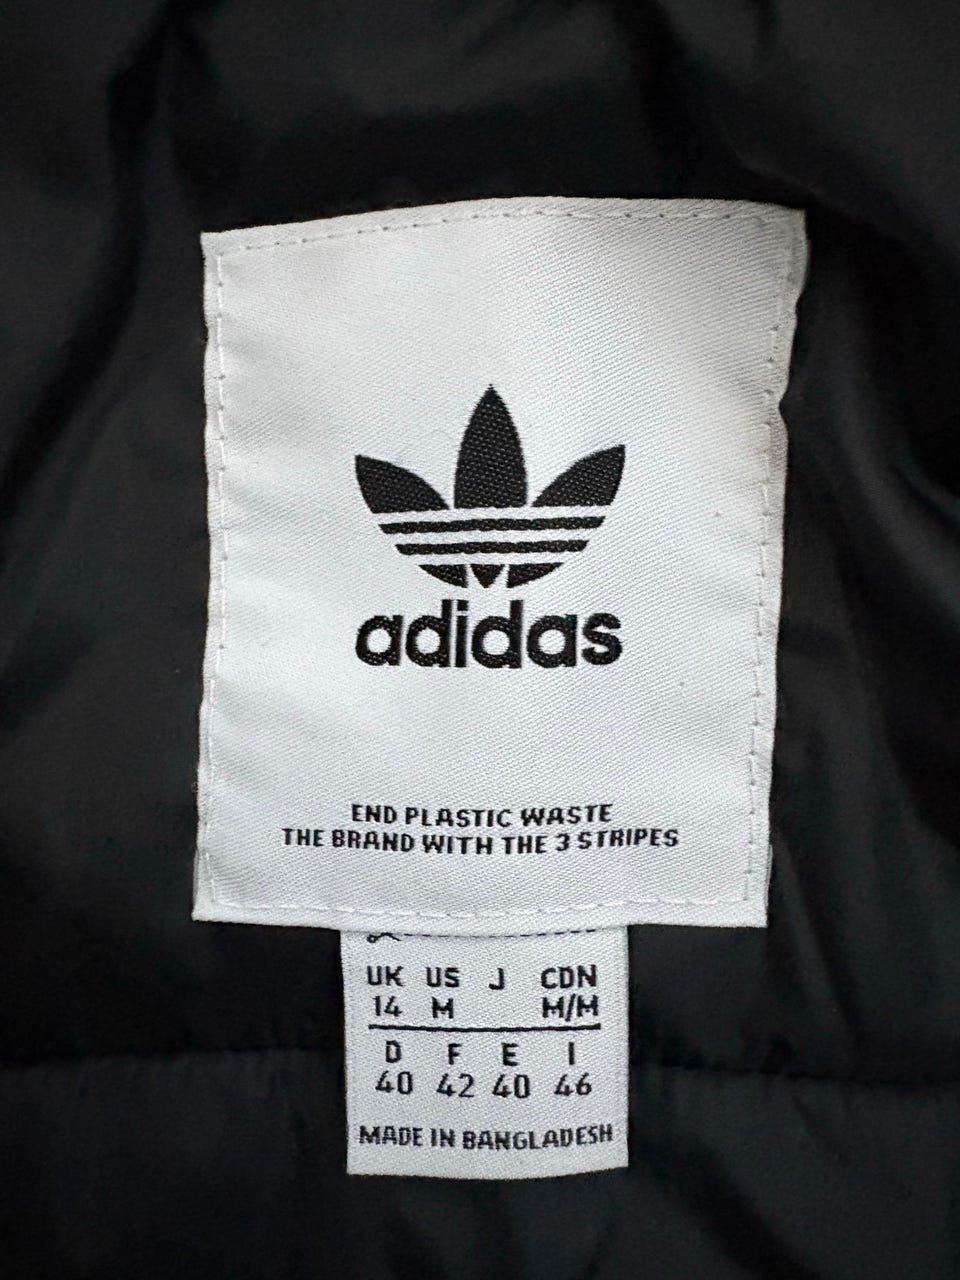 adidas
END PLASTIC WASTE
THE BRAND WITH THE 3 STRIPES
UK US J CDN
14 M M/M
D F E I
40 42 40 46
MADE IN BANGLADESH